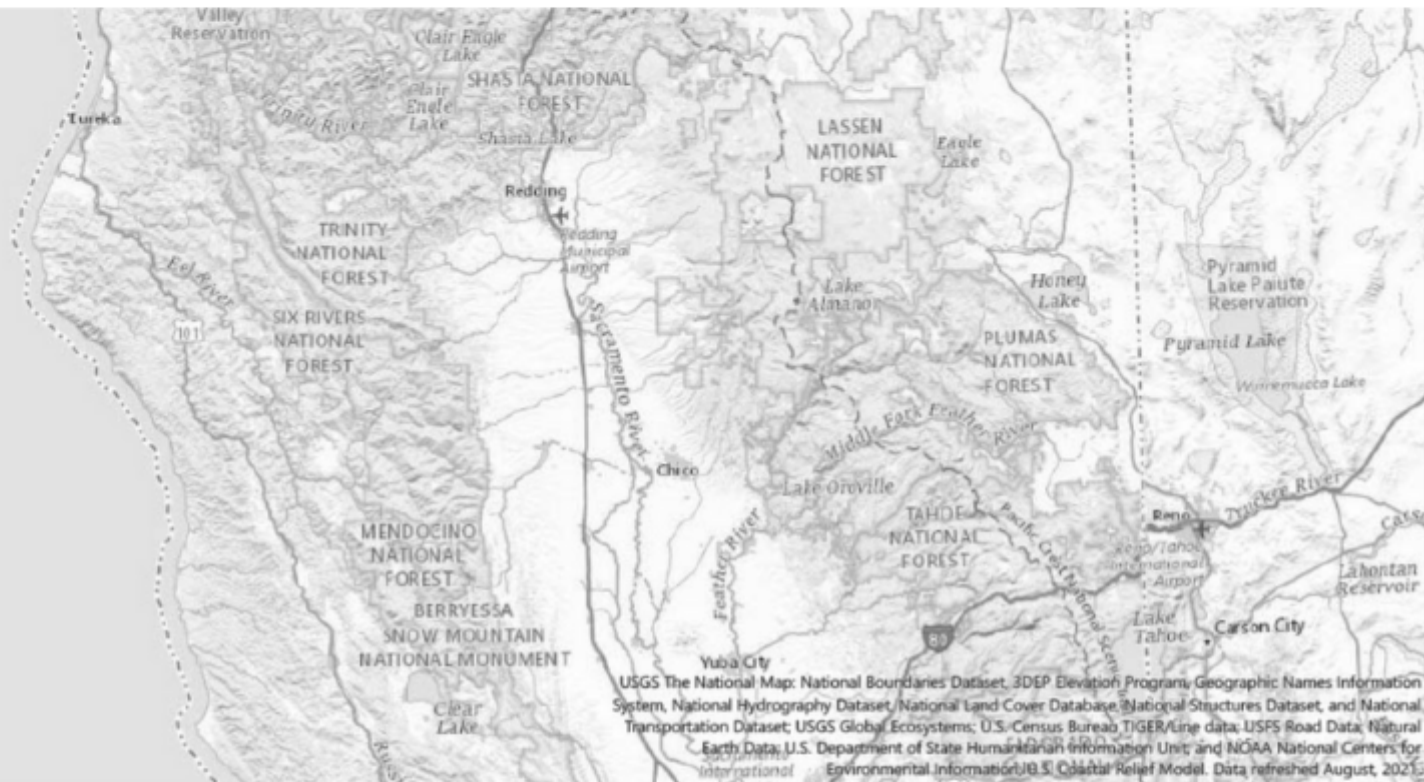 Valley
Reservation
Clair Eagle
Lake
SHASTA NATIONAL
FOREST
Clair
Engle
Lake
Trinity River
Eureka
Shasta Lake
LASSEN
NATIONAL
FOREST
Eagle
Lake
Redding
Redding
Municipal
Airport
TRINITY
NATIONAL
FOREST
Eel River
101
SIX RIVERS
NATIONAL
FOREST
Sacramento River
Lake
Almanor
Honey
Lake
Pyramid
Lake Paiute
Reservation
Pyramid Lake
Winnemucca Lake
PLUMAS
NATIONAL
FOREST
Middle Fork Feather River
Chico
Lake Oroville
Feather River
TAHOE
NATIONAL
FOREST
Pacific Crest National Scenic
Reno
Truckee River
Reno/Tahoe
International
Airport
Lahontan
Reservoir
MENDOCINO
NATIONAL
FOREST
BERRYESSA
SNOW MOUNTAIN
NATIONAL MONUMENT
80
Lake
Tahoe
Carson City
Yuba City
Clear
Lake
Sacramento
International
USGS The National Map: National Boundaries Dataset, 3DEP Elevation Program, Geographic Names Information
System, National Hydrography Dataset, National Land Cover Database, National Structures Dataset, and National
Transportation Dataset; USGS Global Ecosystems; U.S. Census Bureau TIGER/Line data; USFS Road Data; Natural
Earth Data; U.S. Department of State Humanitarian Information Unit; and NOAA National Centers for
Environmental Information, U.S. Coastal Relief Model. Data refreshed August, 2021.